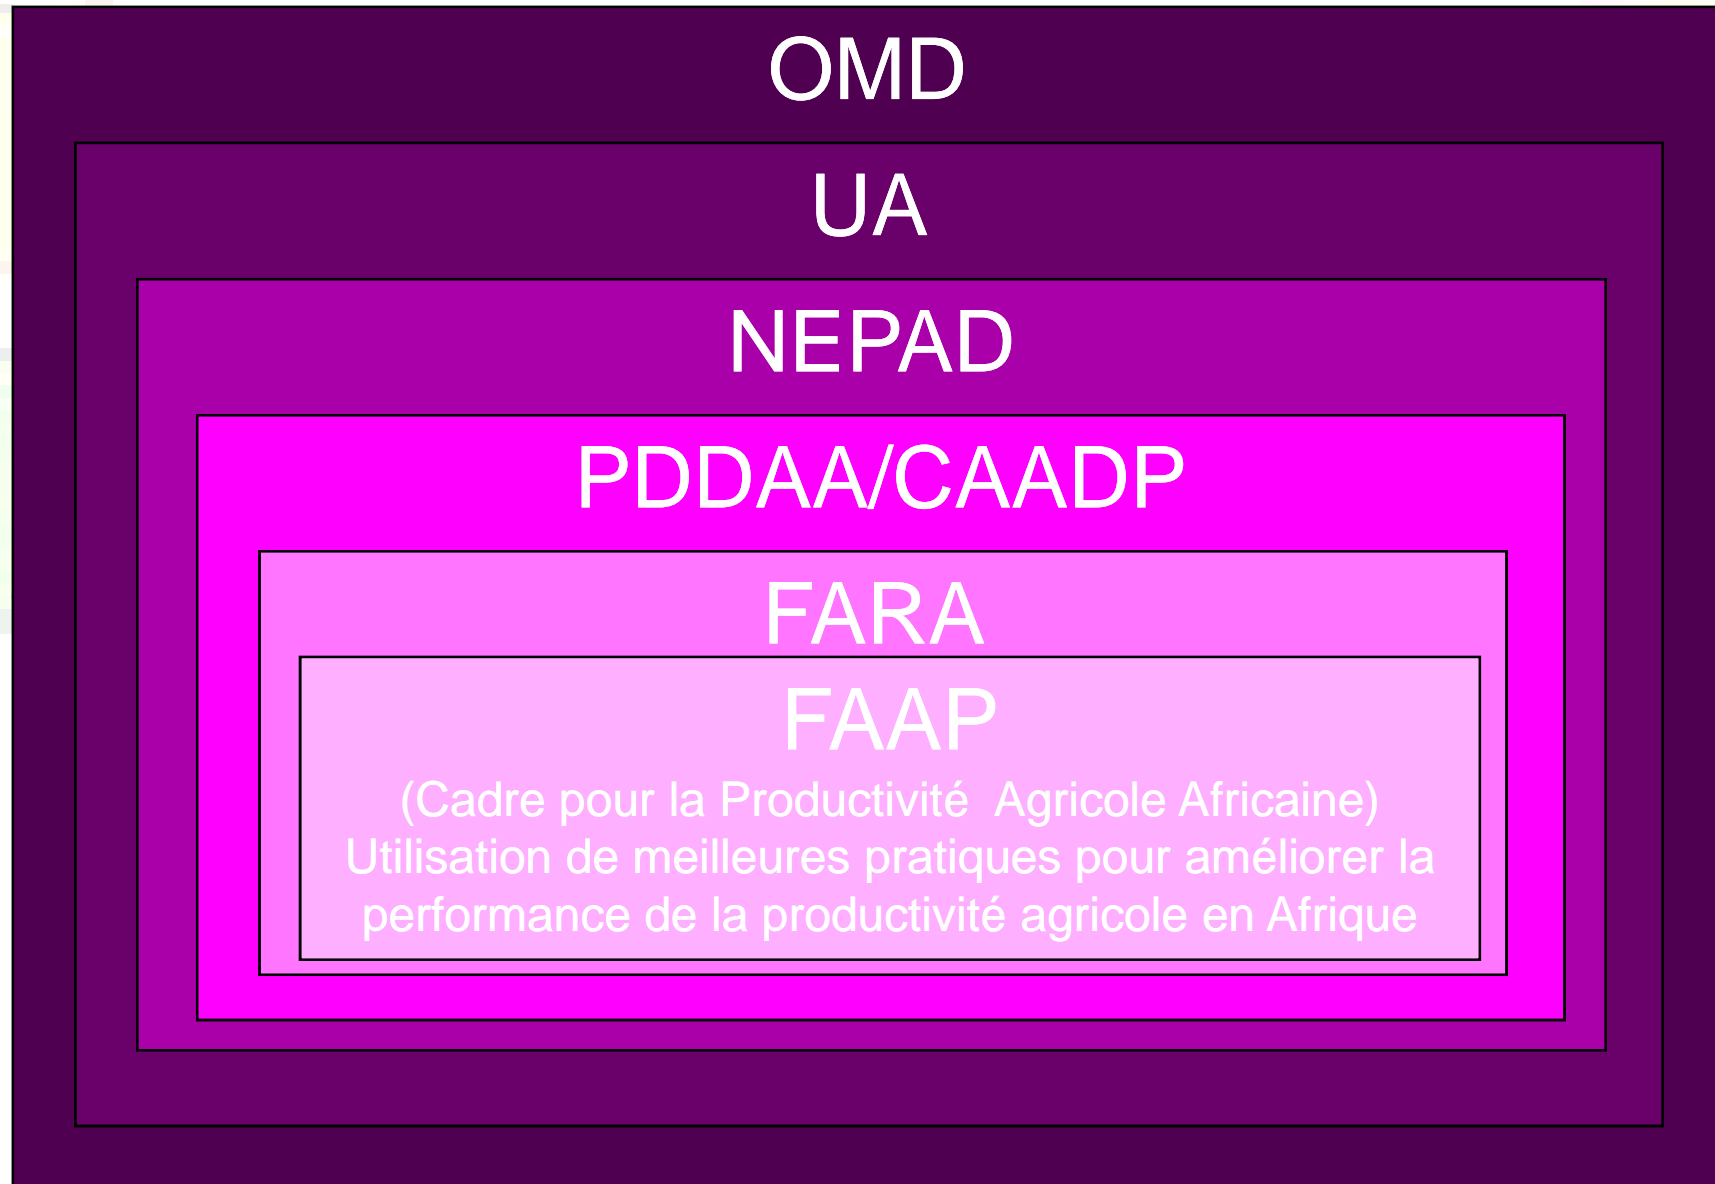 OMD
UA
NEPAD
PDDAA/CAADP
FARA
FAAP
(Cadre pour la Productivité  Agricole Africaine)
Utilisation de meilleures pratiques pour améliorer la
performance de la productivité agricole en Afrique